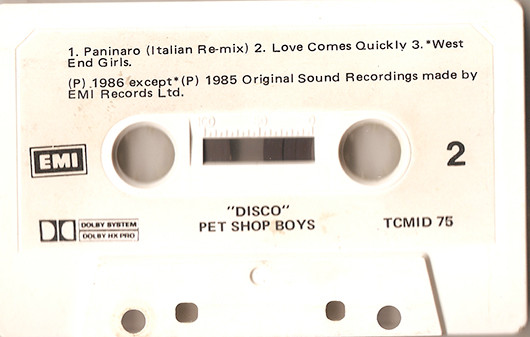 1. Paninaro (Italian Re-mix) 2. Love Comes Quickly 3.*West
End Girls.
(P) 1986 except*(P) 1985 Original Sound Recordings made by
EMI Records Ltd.
EMI
2
DOLBY SYSTEM
DOLBY HX PRO
"DISCO"
PET SHOP BOYS
TCMID 75